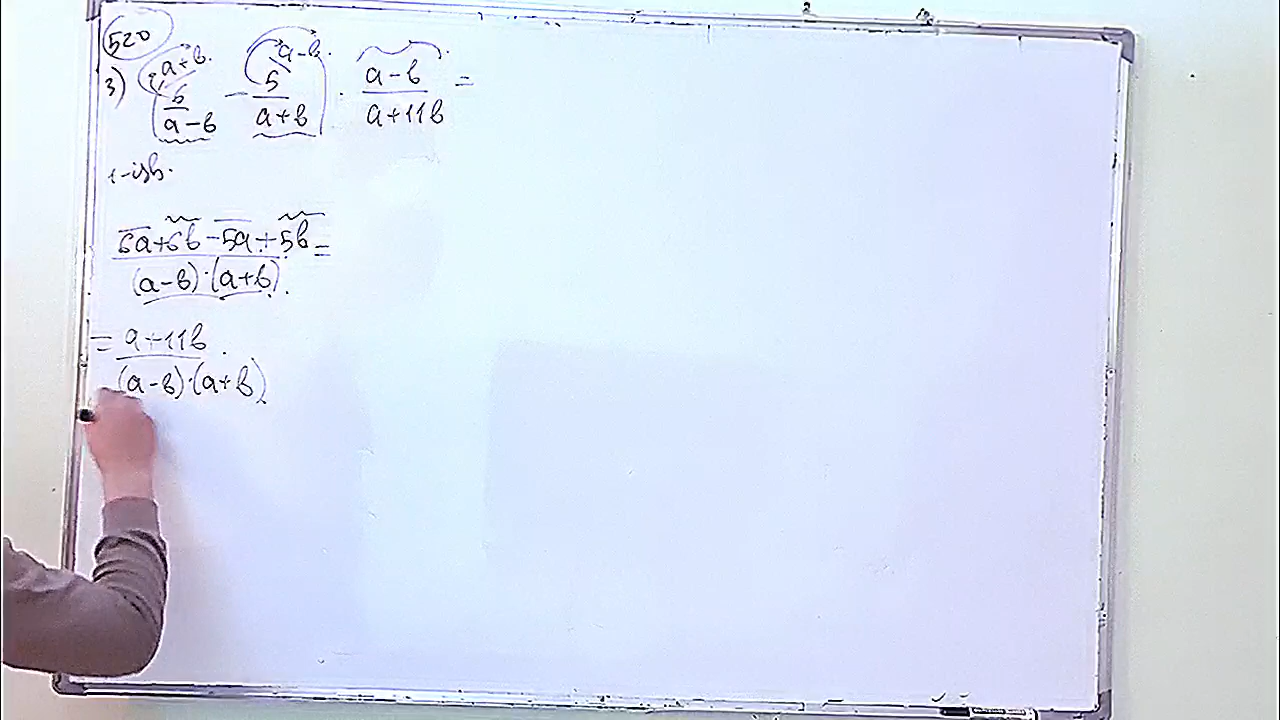 520
3) (6/(a-b) - 5/(a+b)) · (a-b)/(a+11b) =
a+b
a-b
1-ish.
(6a+6b-5a+5b)/((a-b)·(a+b)) =
= (a+11b)/((a-b)·(a+b))